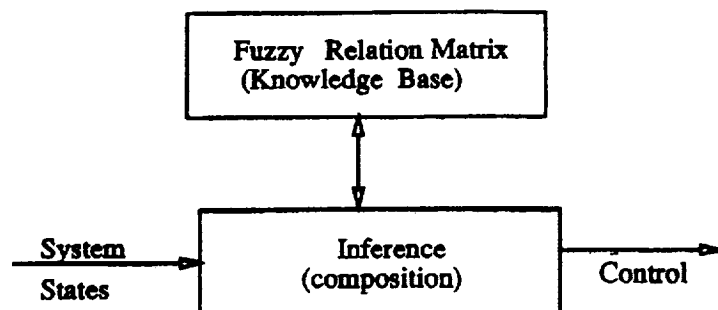 Fuzzy Relation Matrix
(Knowledge Base)
System
States
Inference
(composition)
Control